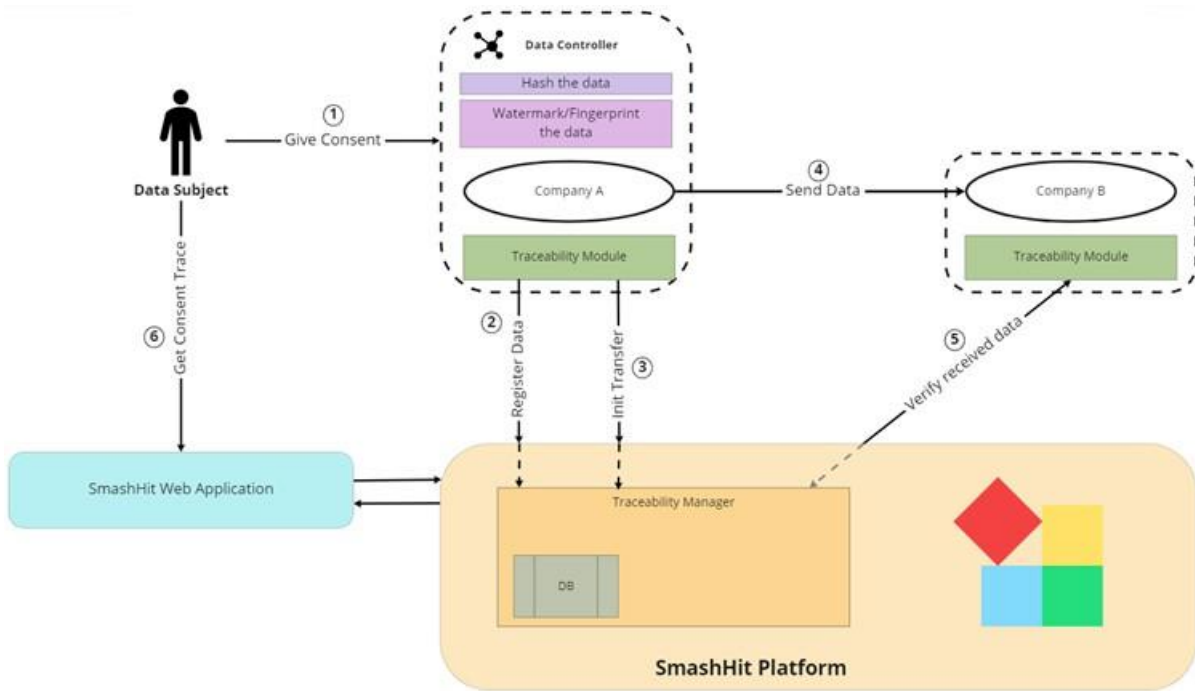 Data Controller
Hash the data
Watermark/Fingerprint
the data
①
Give Consent
Data Subject
Company A
④
Send Data
Company B
Traceability Module
Traceability Module
Get Consent Trace
⑥
②
Register Data
Init Transfer
③
⑤
Verify received data
SmashHit Web Application
Traceability Manager
DB
SmashHit Platform